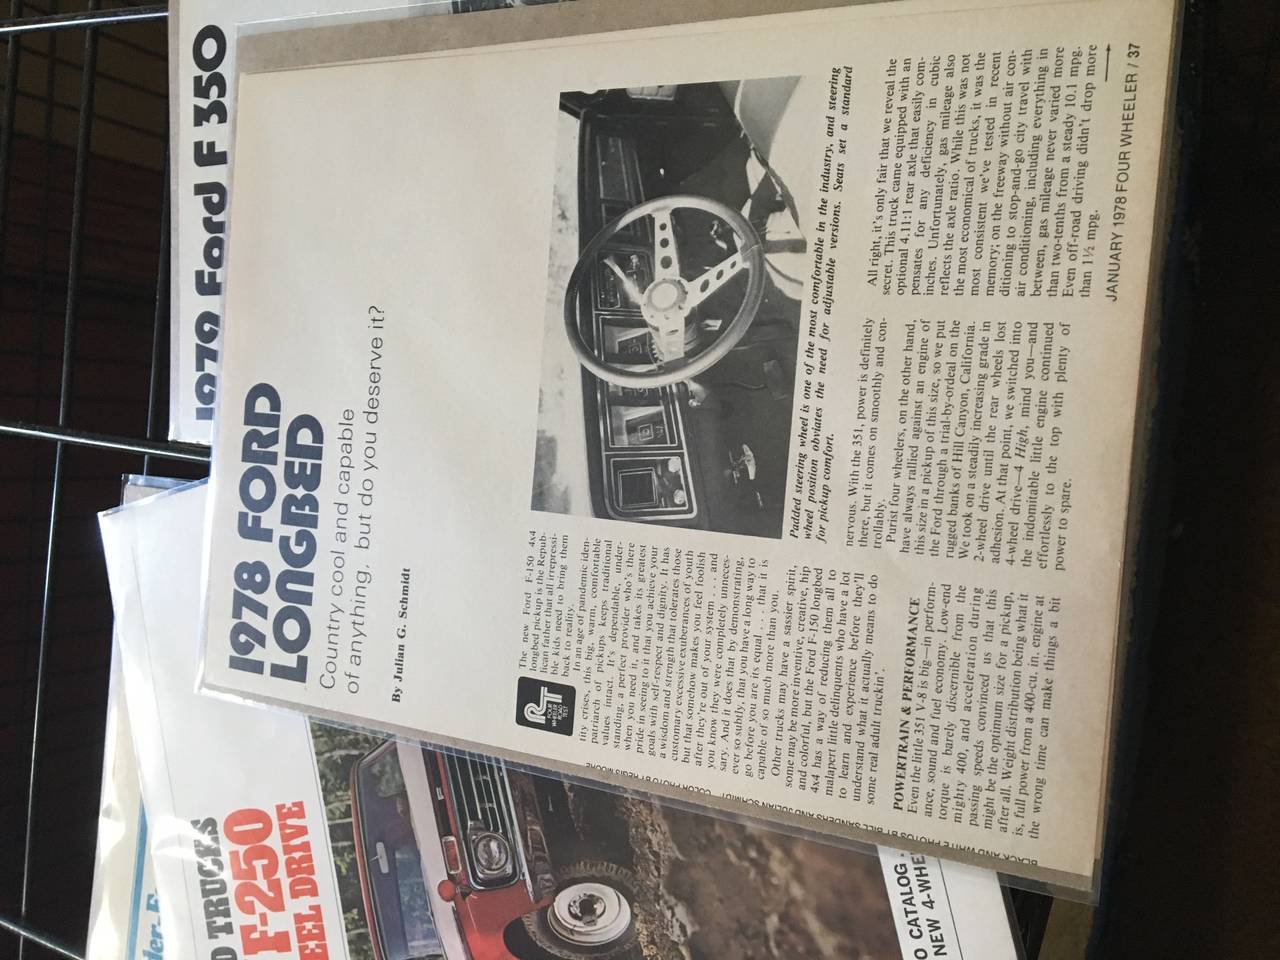 1979 Ford F 350
1978 FORD
LONGBED
Country cool and capable
of anything, but do you deserve it?
By Julian G. Schmidt
RT
FOUR
WHEELER
ROAD
TEST
The new Ford F-150 4x4
longbed pickup is the Repub-
lican father that all irrepressi-
ble kids need to bring them
back to reality.
In an age of pandemic iden-
tity crises, this big, warm, comfortable
patriarch of pickups keeps traditional
values intact. It's dependable, under-
standing, a perfect provider who's there
when you need it, and takes its greatest
pride in seeing to it that you achieve your
goals with self-respect and dignity. It has
a wisdom and strength that tolerates those
customary excessive exuberances of youth
but that somehow makes you feel foolish
after they're out of your system . . . and
you know they were completely unneces-
sary. And it does that by demonstrating,
ever so subtly, that you have a long way to
go before you are its equal . . . that it is
capable of so much more than you.
Other trucks may have a sassier spirit,
some may be more inventive, creative, hip
and colorful, but the Ford F-150 longbed
4x4 has a way of reducing them all to
malapert little delinquents who have a lot
to learn and experience before they'll
understand what it actually means to do
some real adult truckin'.
POWERTRAIN & PERFORMANCE
Even the little 351 V-8 is big—in perform-
ance, sound and fuel economy. Low-end
torque is barely discernible from the
mighty 400, and acceleration during
passing speeds convinced us that this
might be the optimum size for a pickup,
after all. Weight distribution being what it
is, full power from a 400-cu. in. engine at
the wrong time can make things a bit
Padded steering wheel is one of the most comfortable in the industry, and steering
wheel position obviates the need for adjustable versions. Seats set a standard
for pickup comfort.
nervous. With the 351, power is definitely
there, but it comes on smoothly and con-
trollably.
Purist four wheelers, on the other hand,
have always rallied against an engine of
this size in a pickup of this size, so we put
the Ford through a trial-by-ordeal on the
rugged banks of Hill Canyon, California.
We took on a steadily increasing grade in
2-wheel drive until the rear wheels lost
adhesion. At that point, we switched into
4-wheel drive—4 High, mind you—and
the indomitable little engine continued
effortlessly to the top with plenty of
power to spare.
All right, it's only fair that we reveal the
secret. This truck came equipped with an
optional 4.11:1 rear axle that easily com-
pensates for any deficiency in cubic
inches. Unfortunately, gas mileage also
reflects the axle ratio. While this was not
the most economical of trucks, it was the
most consistent we've tested in recent
memory; on the freeway without air con-
ditioning to stop-and-go city travel with
air conditioning, including everything in
between, gas mileage never varied more
than two-tenths from a steady 10.1 mpg.
Even off-road driving didn't drop more
than 1½ mpg.
JANUARY 1978 FOUR WHEELER / 37
BLACK AND WHITE PHOTOS BY BILL SANDERS AND JULIAN SCHMIDT COLOR PHOTO BY REGIS MOORE
TRUCKS
F-250
EEL DRIVE
CATALOG
NEW 4-WHE